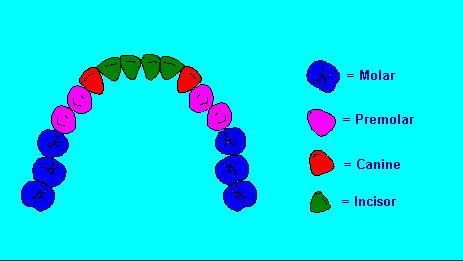 = Molar
= Premolar
= Canine
= Incisor